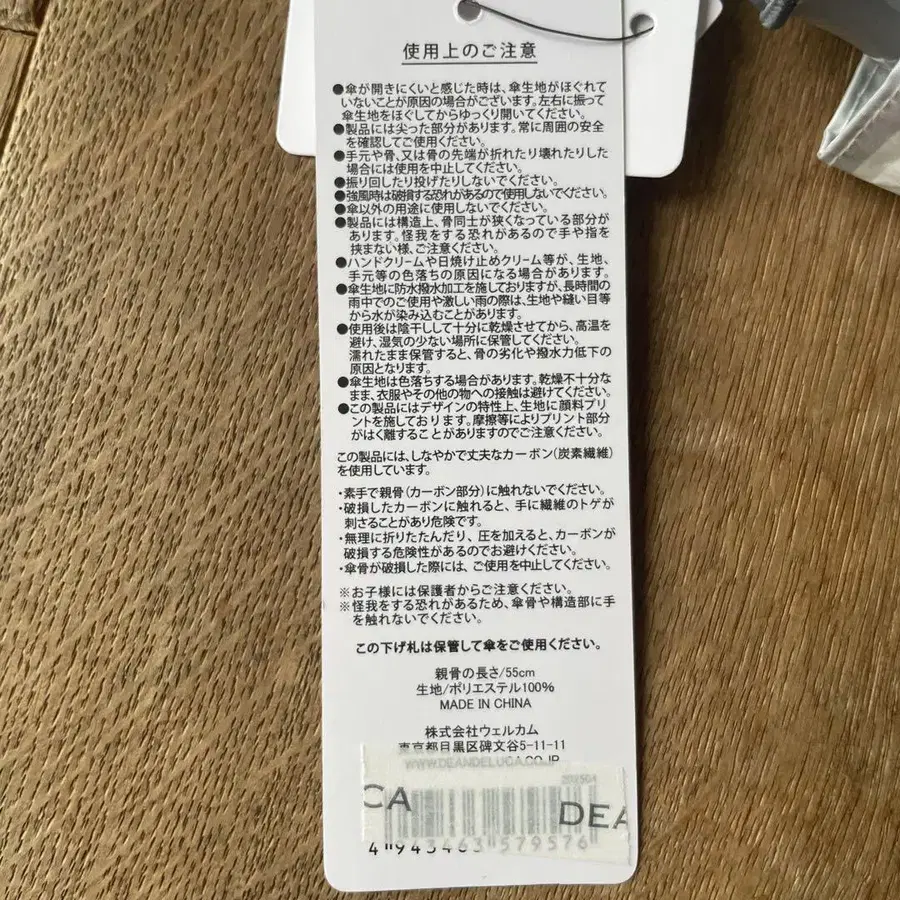 使用上のご注意
●傘が開きにくいと感じた時は、傘生地がほぐれて
いないことが原因の場合がございます。左右に振って
傘生地をほぐしてからゆっくり開いてください。
●製品には尖った部分があります。常に周囲の安全
を確認してご使用ください。
●手元や骨、又は骨の先端が折れたり壊れたりした
場合には使用を中止してください。
●振り回したり投げたりしないでください。
●強風時は破損する恐れがあるので使用しないでください。
●傘以外の用途に使用しないでください。
●製品には構造上、骨同士が狭くなっている部分が
あります。怪我をする恐れがあるので手や指を
挟まない様、ご注意ください。
●ハンドクリームや日焼け止めクリーム等が、生地、
手元等の色落ちの原因になる場合があります。
●傘生地に防水撥水加工を施しておりますが、長時間の
雨中でのご使用や激しい雨の際は、生地や縫い目等
から水が染み込むことがあります。
●使用後は陰干しして十分に乾燥させてから、高温を
避け、湿気の少ない場所に保管してください。
濡れたまま保管すると、骨の劣化や撥水力低下の
原因となります。
●傘生地は色落ちする場合があります。乾燥不十分な
まま、衣服やその他の物への接触は避けてください。
●この製品にはデザインの特性上、生地に顔料プリ
ントを施しております。摩擦等によりプリント部分
がはく離することがありますのでご注意ください。
この製品には、しなやかで丈夫なカーボン(炭素繊維)
を使用しています。
・素手で親骨(カーボン部分)に触れないでください。
・破損したカーボンに触れると、手に繊維のトゲが
刺さることがあり危険です。
・無理に折りたたんだり、圧を加えると、カーボンが
破損する危険性があるのでお避けください。
・傘骨が破損した際には、ご使用を中止してください。
※お子様には保護者からご注意ください。
※怪我をする恐れがあるため、傘骨や構造部に手
を触れないでください。
この下げ札は保管して傘をご使用ください。
親骨の長さ/55cm
生地/ポリエステル100%
MADE IN CHINA
株式会社ウェルカム
東京都目黒区碑文谷5-11-11
WWW.DEANDELUCA.CO.JP
202504
CA DEA
4 943463 579576